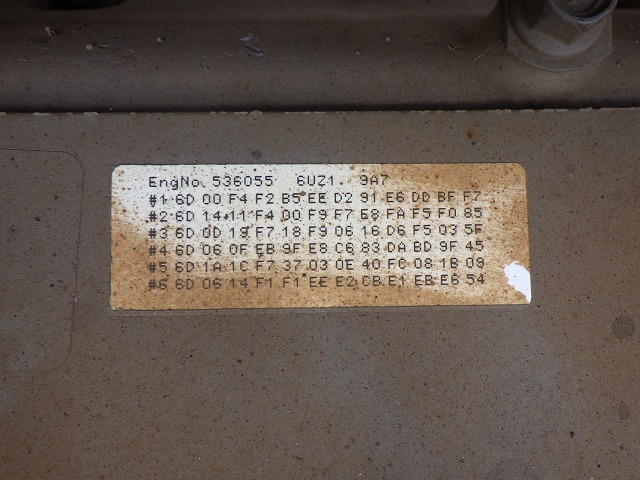 EngNo 536055 6UZ1. 9A7
#1 6D 00 F4 F2 B5 EE D2 91 E6 DD BF F7
#2 6D 14 11 F4 00 F9 F7 E8 FA F5 F0 85
#3 6D 0D 19 F7 18 F9 06 16 D6 F5 03 5F
#4 6D 06 0F EB 9F E8 C6 83 DA BD 9F 45
#5 6D 1A 1C F7 37 03 0E 40 FC 08 1B 09
#6 6D 06 14 F1 F1 EE E2 CB E1 EB E6 54